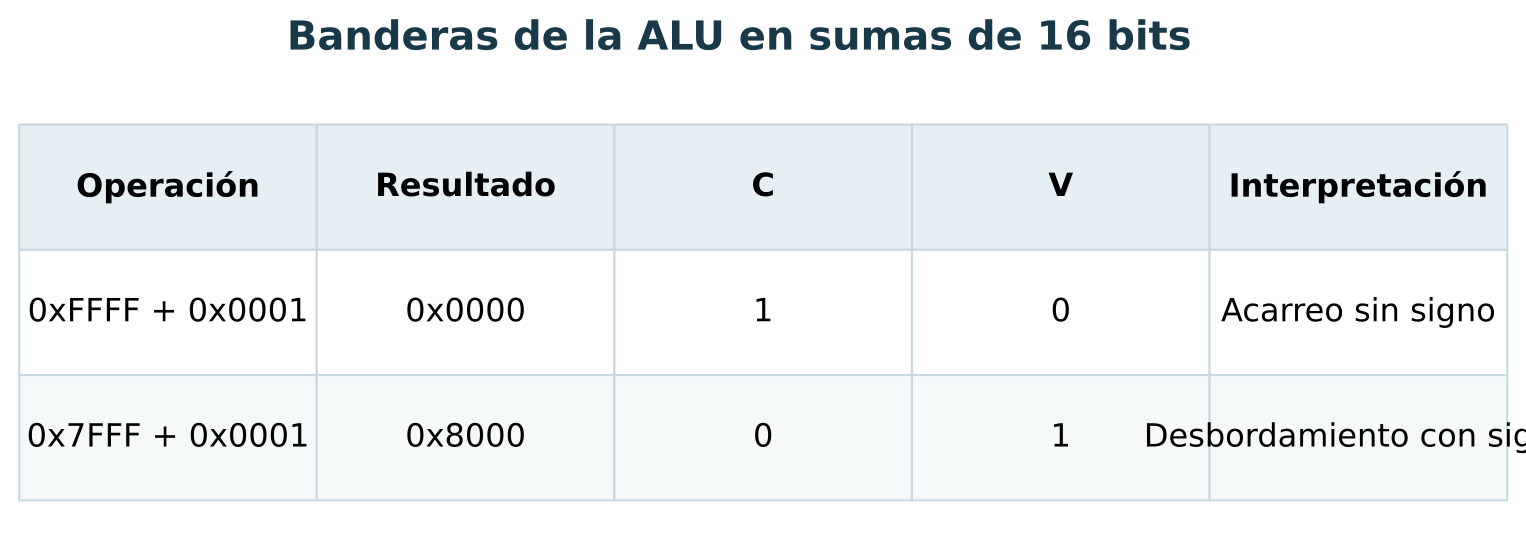 Banderas de la ALU en sumas de 16 bits
Operación Resultado C V Interpretación
0xFFFF + 0x0001 0x0000 1 0 Acarreo sin signo
0x7FFF + 0x0001 0x8000 0 1 Desbordamiento con